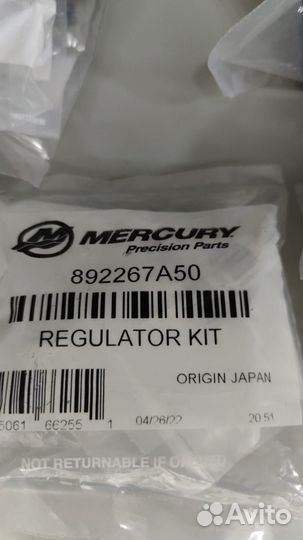 MERCURY
Precision Parts
892267A50
REGULATOR KIT
ORIGIN JAPAN
5061 66255 1 04/26/22 20:51
NOT RETURNABLE IF OPENED
Avito